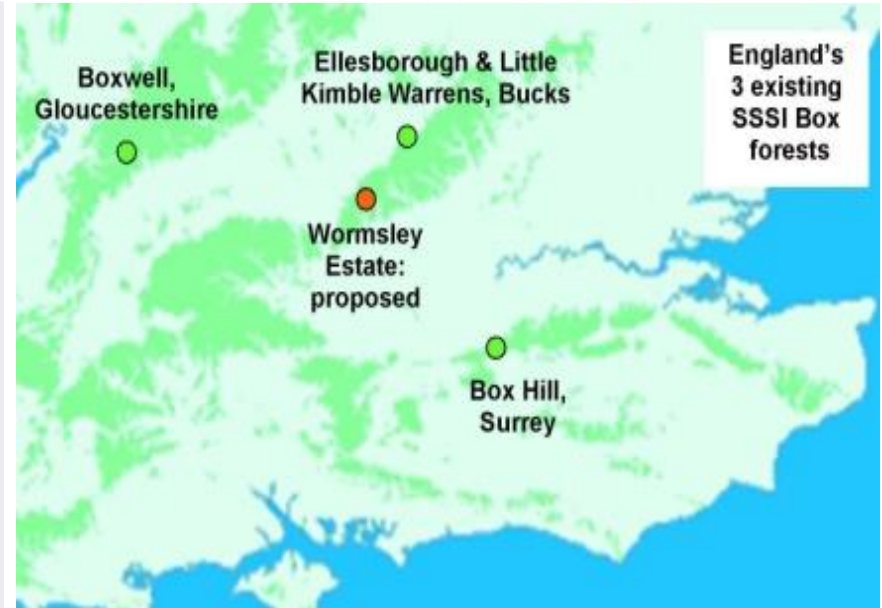 Boxwell,
Gloucestershire
Ellesborough & Little
Kimble Warrens, Bucks
England's
3 existing
SSSI Box
forests
Wormsley
Estate:
proposed
Box Hill,
Surrey